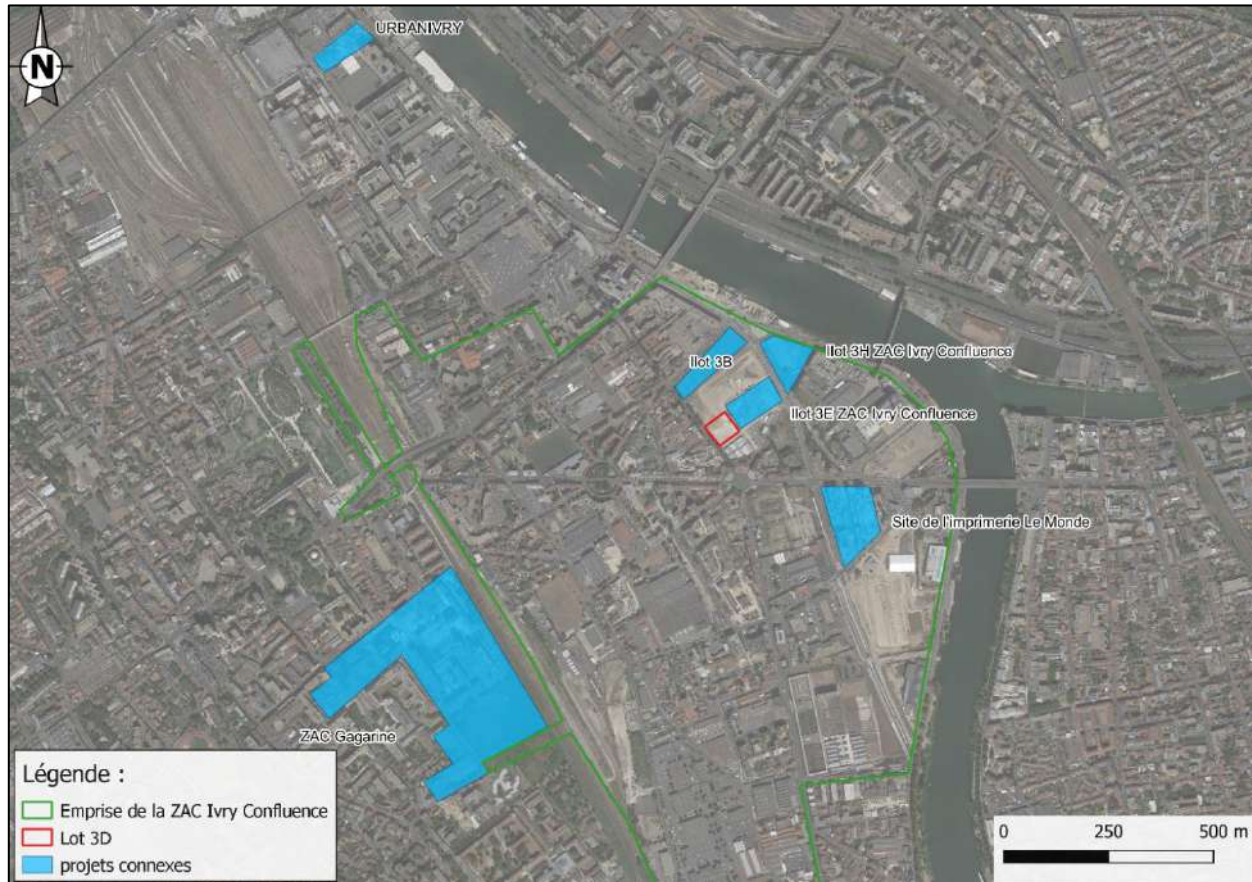 URBANIVRY
N
Ilot 3H ZAC Ivry Confluence
Ilot 3B
Ilot 3E ZAC Ivry Confluence
Site de l'imprimerie Le Monde
ZAC Gagarine
Légende :
Emprise de la ZAC Ivry Confluence
Lot 3D
projets connexes
0 250 500 m